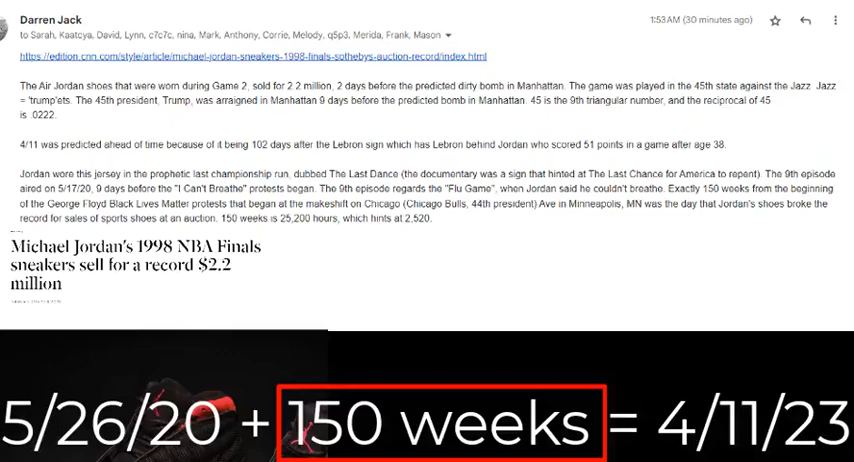 Darren Jack
1:53AM (30 minutes ago)
to Sarah, Kaatcya, David, Lynn, c7c7c, nina, Mark, Anthony, Corrie, Melody, q5p3, Merida, Frank, Mason
https://edition.cnn.com/style/article/michael-jordan-sneakers-1998-finals-sothebys-auction-record/index.html
The Air Jordan shoes that were worn during Game 2, sold for 2.2 million, 2 days before the predicted dirty bomb in Manhattan. The game was played in the 45th state against the Jazz Jazz
= 'trump'ets. The 45th president, Trump, was arraigned in Manhattan 9 days before the predicted bomb in Manhattan. 45 is the 9th triangular number, and the reciprocal of 45
is .0222.
4/11 was predicted ahead of time because of it being 102 days after the Lebron sign which has Lebron behind Jordan who scored 51 points in a game after age 38.
Jordan wore this jersey in the prophetic last championship run, dubbed The Last Dance (the documentary was a sign that hinted at The Last Chance for America to repent). The 9th episode
aired on 5/17/20, 9 days before the "I Can't Breathe" protests began. The 9th episode regards the "Flu Game", when Jordan said he couldn't breathe. Exactly 150 weeks from the beginning
of the George Floyd Black Lives Matter protests that began at the makeshift on Chicago (Chicago Bulls, 44th president) Ave in Minneapolis, MN was the day that Jordan's shoes broke the
record for sales of sports shoes at an auction. 150 weeks is 25,200 hours, which hints at 2,520.
Michael Jordan's 1998 NBA Finals
sneakers sell for a record $2.2
million
5/26/20 + 150 weeks = 4/11/23